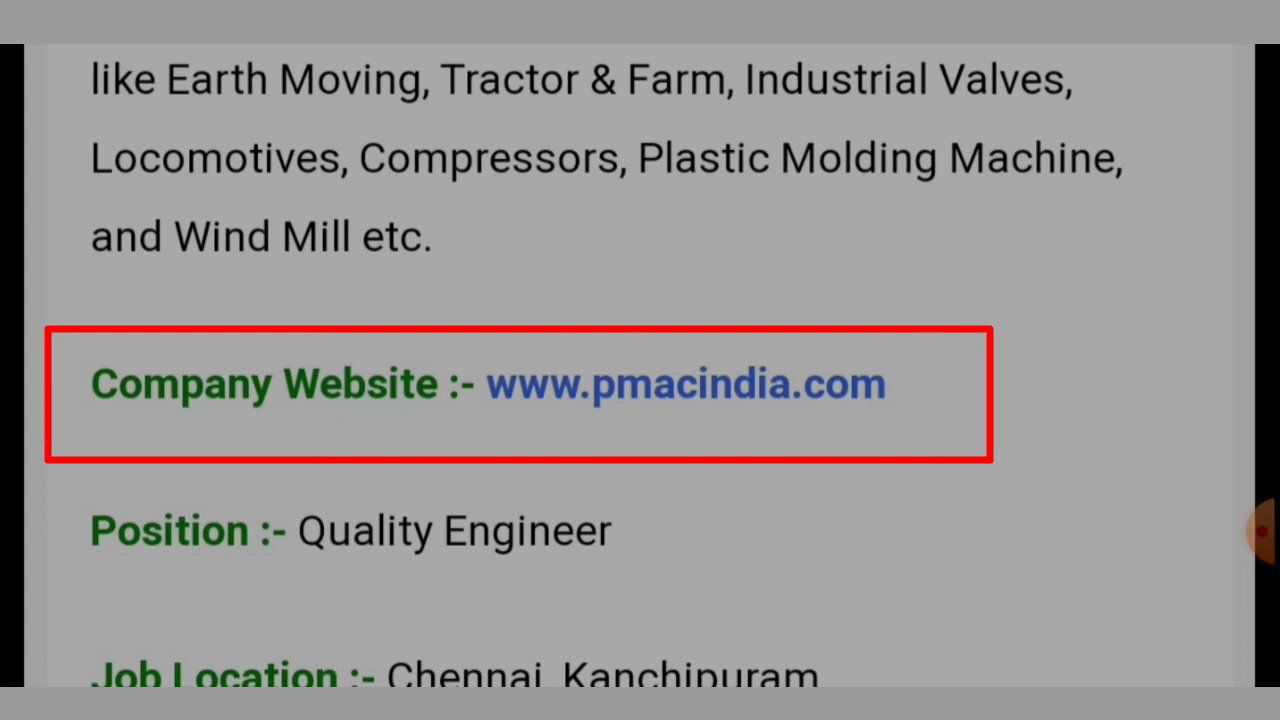 like Earth Moving, Tractor & Farm, Industrial Valves,
Locomotives, Compressors, Plastic Molding Machine,
and Wind Mill etc.
Company Website :- www.pmacindia.com
Position :- Quality Engineer
Job Location :- Chennai, Kanchipuram